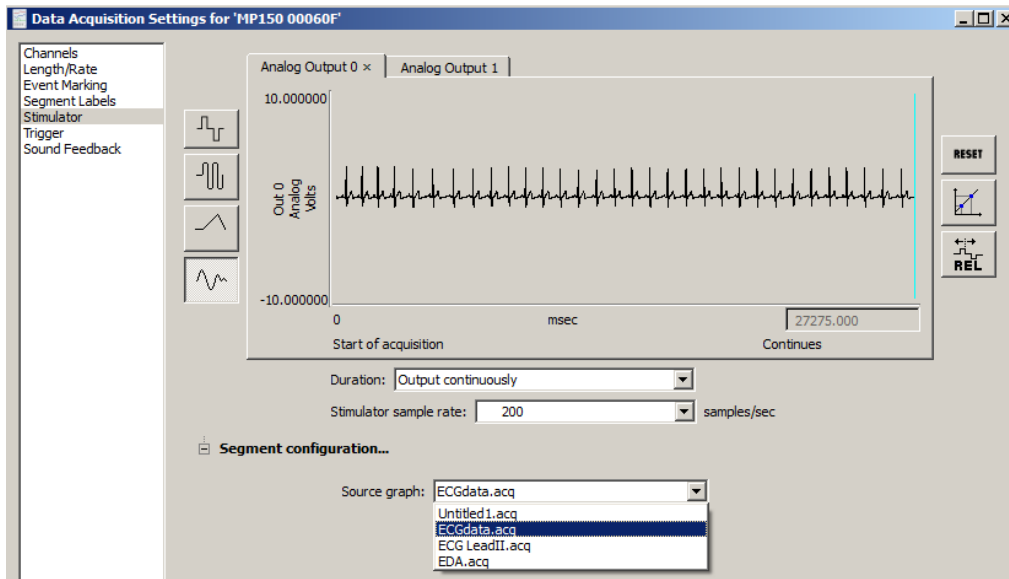 Data Acquisition Settings for 'MP150 00060F'
Channels
Length/Rate
Event Marking
Segment Labels
Stimulator
Trigger
Sound Feedback
Analog Output 0 ×
Analog Output 1
10.000000
Out 0
Analog
Volts
-10.000000
0
msec
27275.000
Start of acquisition
Continues
RESET
REL
Duration: Output continuously
Stimulator sample rate: 200 samples/sec
Segment configuration...
Source graph: ECGdata.acq
Untitled1.acq
ECGdata.acq
ECG LeadII.acq
EDA.acq